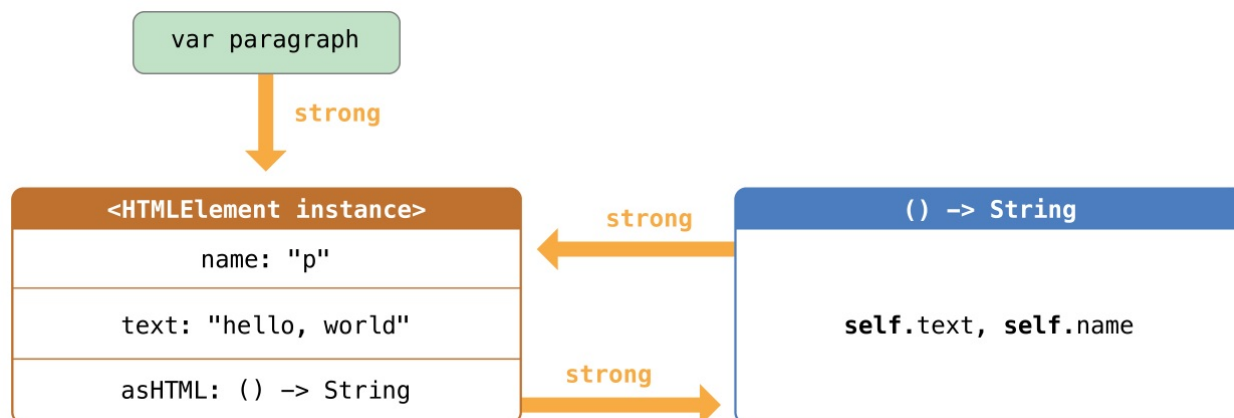 var paragraph
strong
<HTMLElement instance>
name: "p"
text: "hello, world"
asHTML: () -> String
strong
strong
() -> String
self.text, self.name